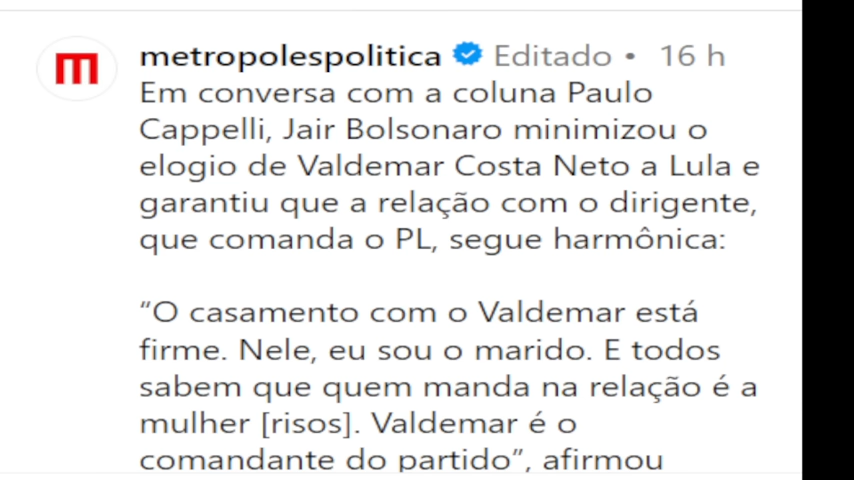 metropolespolitica Editado • 16 h
Em conversa com a coluna Paulo
Cappelli, Jair Bolsonaro minimizou o
elogio de Valdemar Costa Neto a Lula e
garantiu que a relação com o dirigente,
que comanda o PL, segue harmônica:
“O casamento com o Valdemar está
firme. Nele, eu sou o marido. E todos
sabem que quem manda na relação é a
mulher [risos]. Valdemar é o
comandante do partido”, afirmou